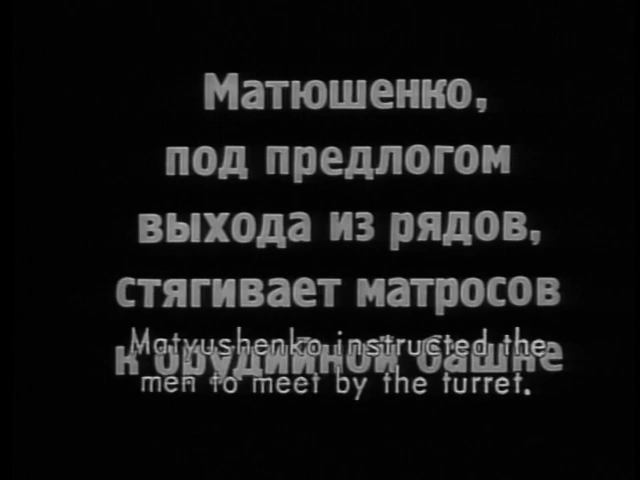 Матюшенко,
под предлогом
выхода из рядов,
стягивает матросов
к орудийной башне
Matyushenko instructed the
men to meet by the turret.